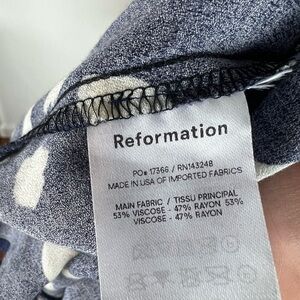 Reformation
PO# 17366 / RN143248
MADE IN USA OF IMPORTED FABRICS
MAIN FABRIC / TISSU PRINCIPAL
53% VISCOSE - 47% RAYON 53%
VISCOSE - 47% RAYON